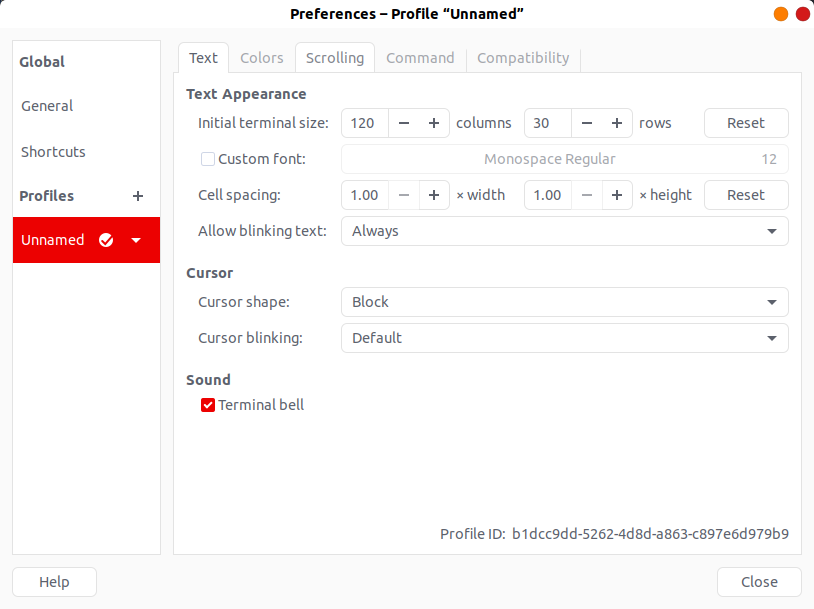 Preferences – Profile “Unnamed”
Global
General
Shortcuts
Profiles
Unnamed
Text Colors Scrolling Command Compatibility
Text Appearance
Initial terminal size: 120 − + columns 30 − + rows Reset
Custom font: Monospace Regular 12
Cell spacing: 1.00 − + × width 1.00 − + × height Reset
Allow blinking text: Always
Cursor
Cursor shape: Block
Cursor blinking: Default
Sound
Terminal bell
Profile ID: b1dcc9dd-5262-4d8d-a863-c897e6d979b9
Help Close